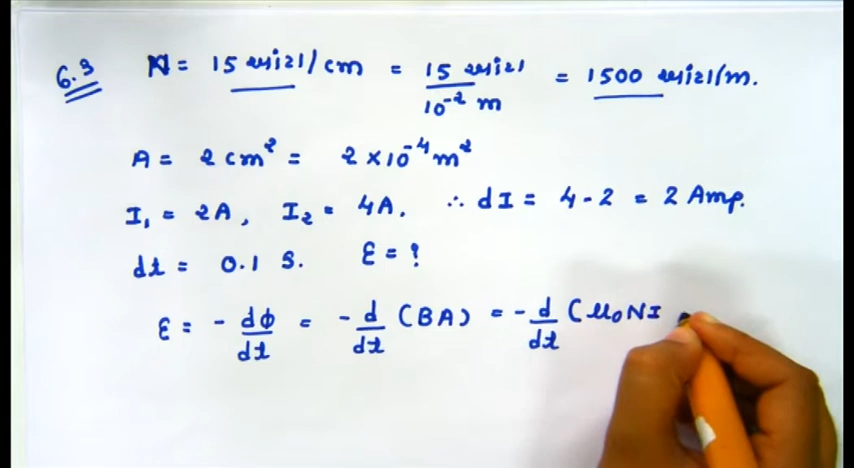 6.3 N = 15 આંટા/cm = 15 આંટા / 10⁻² m = 1500 આંટા/m.
A = 2 cm² = 2 × 10⁻⁴ m²
I₁ = 2A, I₂ = 4A. ∴ dI = 4 - 2 = 2 Amp.
dt = 0.1 s. ε = ?
ε = - dϕ/dt = - d/dt (BA) = - d/dt (μ₀NI